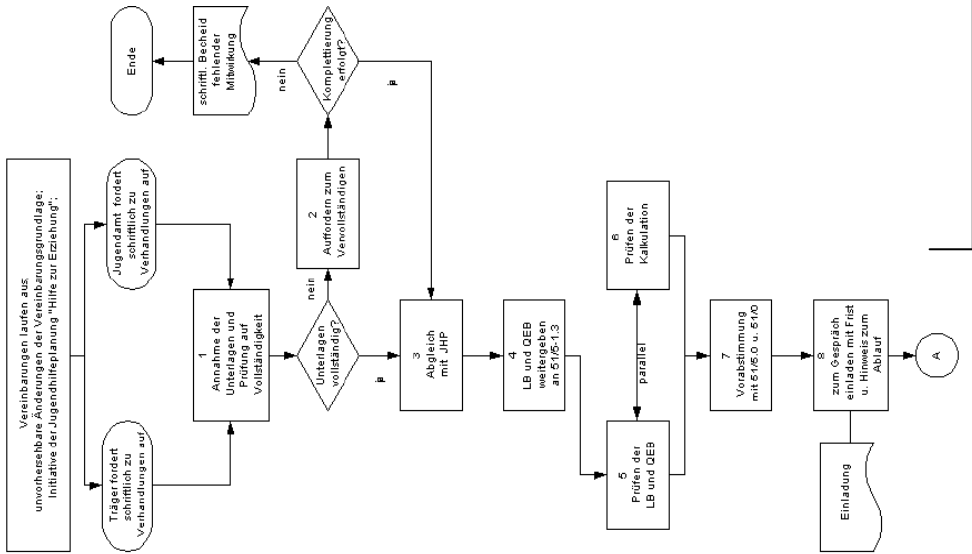 Vereinbarungen laufen aus;
unvorhersehbare Änderungen der Vereinbarungsgrundlage;
Initiative der Jugendhilfeplanung "Hilfe zur Erziehung";
Träger fordert
schriftlich zu
Verhandlungen auf
Jugendamt fordert
schriftlich zu
Verhandlungen auf
Ende
1
Annahme der
Unterlagen und
Prüfung auf
Vollständigkeit
schriftl. Becheid
fehlender
Mitwirkung
nein
Unterlagen
vollständig?
nein
2
Auffordern zum
Vervollständigen
Komplettierung
erfolgt?
ja
ja
3
Abgleich
mit JHP
4
LB und QEB
weitergeben
an 51/5-1.3
5
Prüfen der
LB und QEB
parallel
6
Prüfen der
Kalkulation
7
Vorabstimmung
mit 51/5.0 u. 51/0
8
zum Gespräch
einladen mit Frist
u. Hinweis zum
Ablauf
Einladung
A